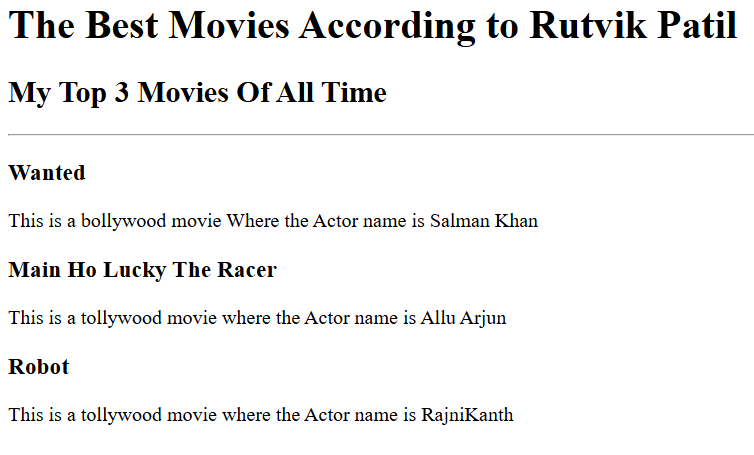 The Best Movies According to Rutvik Patil
My Top 3 Movies Of All Time
Wanted
This is a bollywood movie Where the Actor name is Salman Khan
Main Ho Lucky The Racer
This is a tollywood movie where the Actor name is Allu Arjun
Robot
This is a tollywood movie where the Actor name is RajniKanth